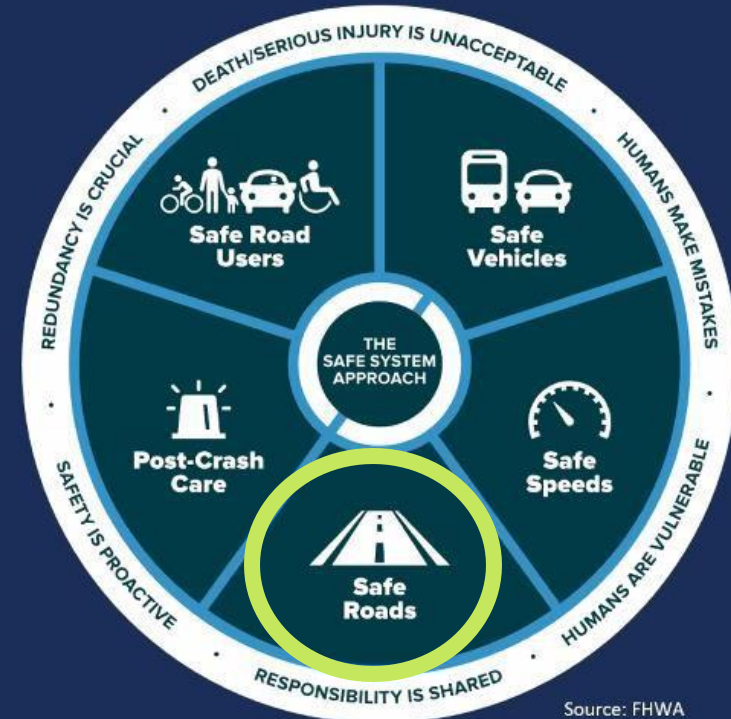 DEATH/SERIOUS INJURY IS UNACCEPTABLE
HUMANS MAKE MISTAKES
HUMANS ARE VULNERABLE
RESPONSIBILITY IS SHARED
SAFETY IS PROACTIVE
REDUNDANCY IS CRUCIAL
Safe Road
Users
Safe
Vehicles
THE
SAFE SYSTEM
APPROACH
Post-Crash
Care
Safe
Speeds
Safe
Roads
Source: FHWA